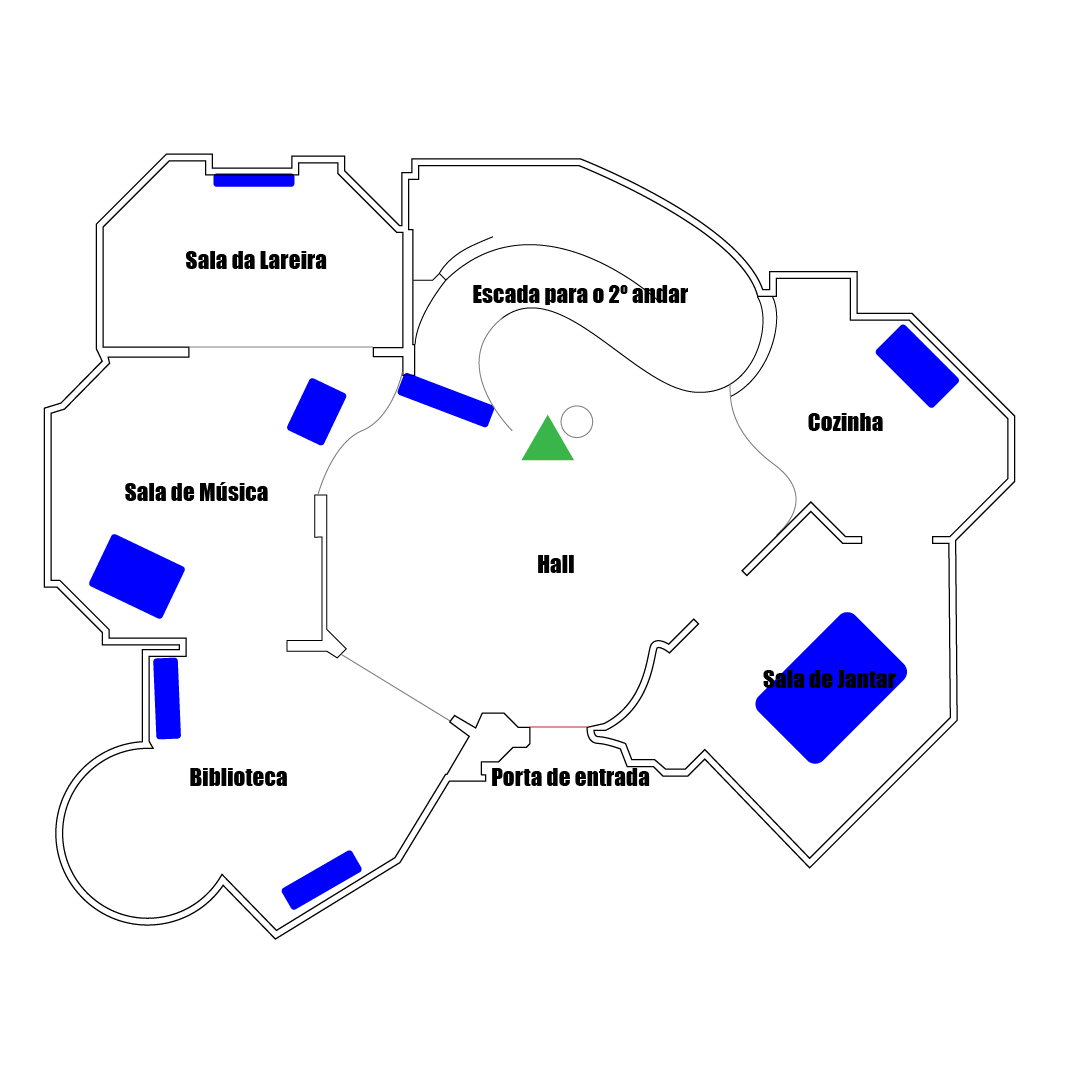 Sala da Lareira
Escada para o 2º andar
Cozinha
Sala de Música
Hall
Sala de Jantar
Biblioteca
Porta de entrada